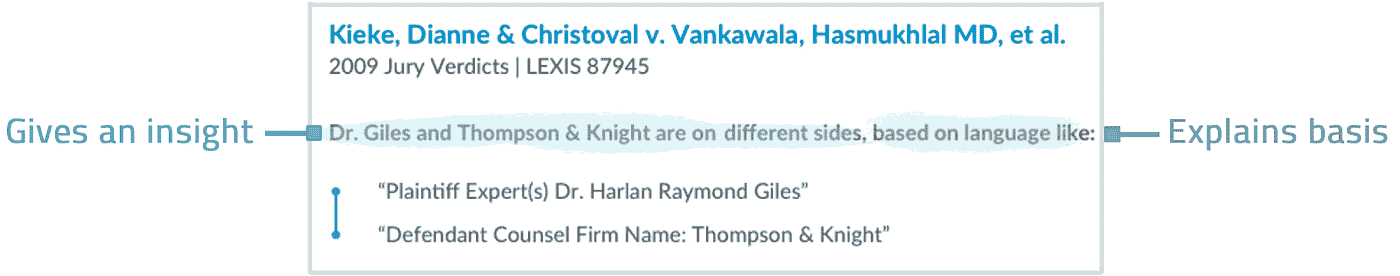 Kieke, Dianne & Christoval v. Vankawala, Hasmukhlal MD, et al.
2009 Jury Verdicts | LEXIS 87945
Gives an insight
Dr. Giles and Thompson & Knight are on different sides, based on language like:
Explains basis
“Plaintiff Expert(s) Dr. Harlan Raymond Giles”
“Defendant Counsel Firm Name: Thompson & Knight”